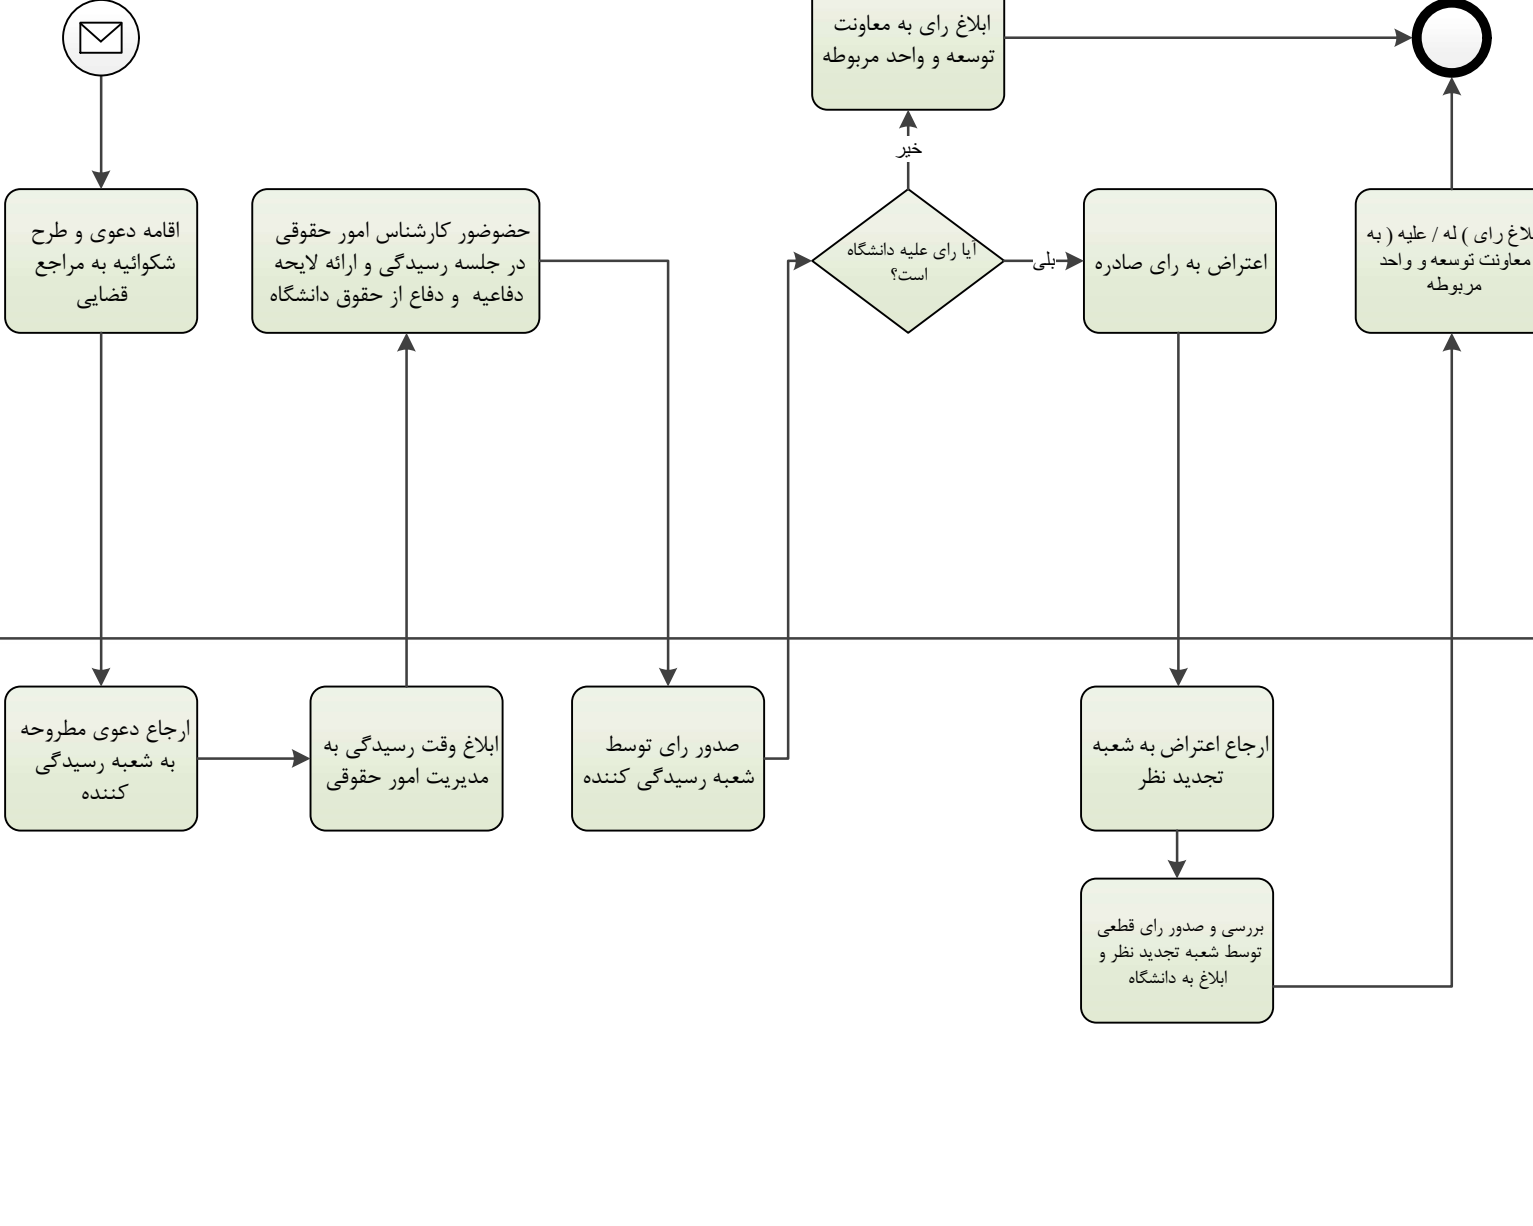 اقامه دعوی و طرح
شکوائیه به مراجع
قضایی
ارجاع دعوی مطروحه
به شعبه رسیدگی
کننده
ابلاغ وقت رسیدگی به
مدیریت امور حقوقی
حضوضور کارشناس امور حقوقی
در جلسه رسیدگی و ارائه لایحه
دفاعیه و دفاع از حقوق دانشگاه
صدور رای توسط
شعبه رسیدگی کننده
آیا رای علیه دانشگاه
است؟
خیر
ابلاغ رای به معاونت
توسعه و واحد مربوطه
بلی
اعتراض به رای صادره
ارجاع اعتراض به شعبه
تجدید نظر
بررسی و صدور رای قطعی
توسط شعبه تجدید نظر و
ابلاغ به دانشگاه
رای ) له / علیه ( به
معاونت توسعه و واحد
مربوطه